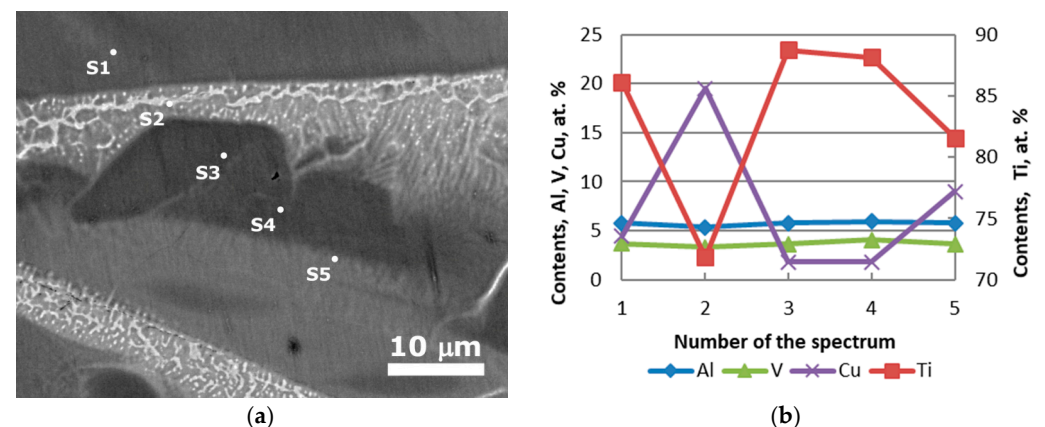 S1
S2
S3
S4
S5
10 μm
(a)
Contents, Al, V, Cu, at. %
25
20
15
10
5
0
90
85
80
75
70
Contents, Ti, at. %
1 2 3 4 5
Number of the spectrum
Al V Cu Ti
(b)